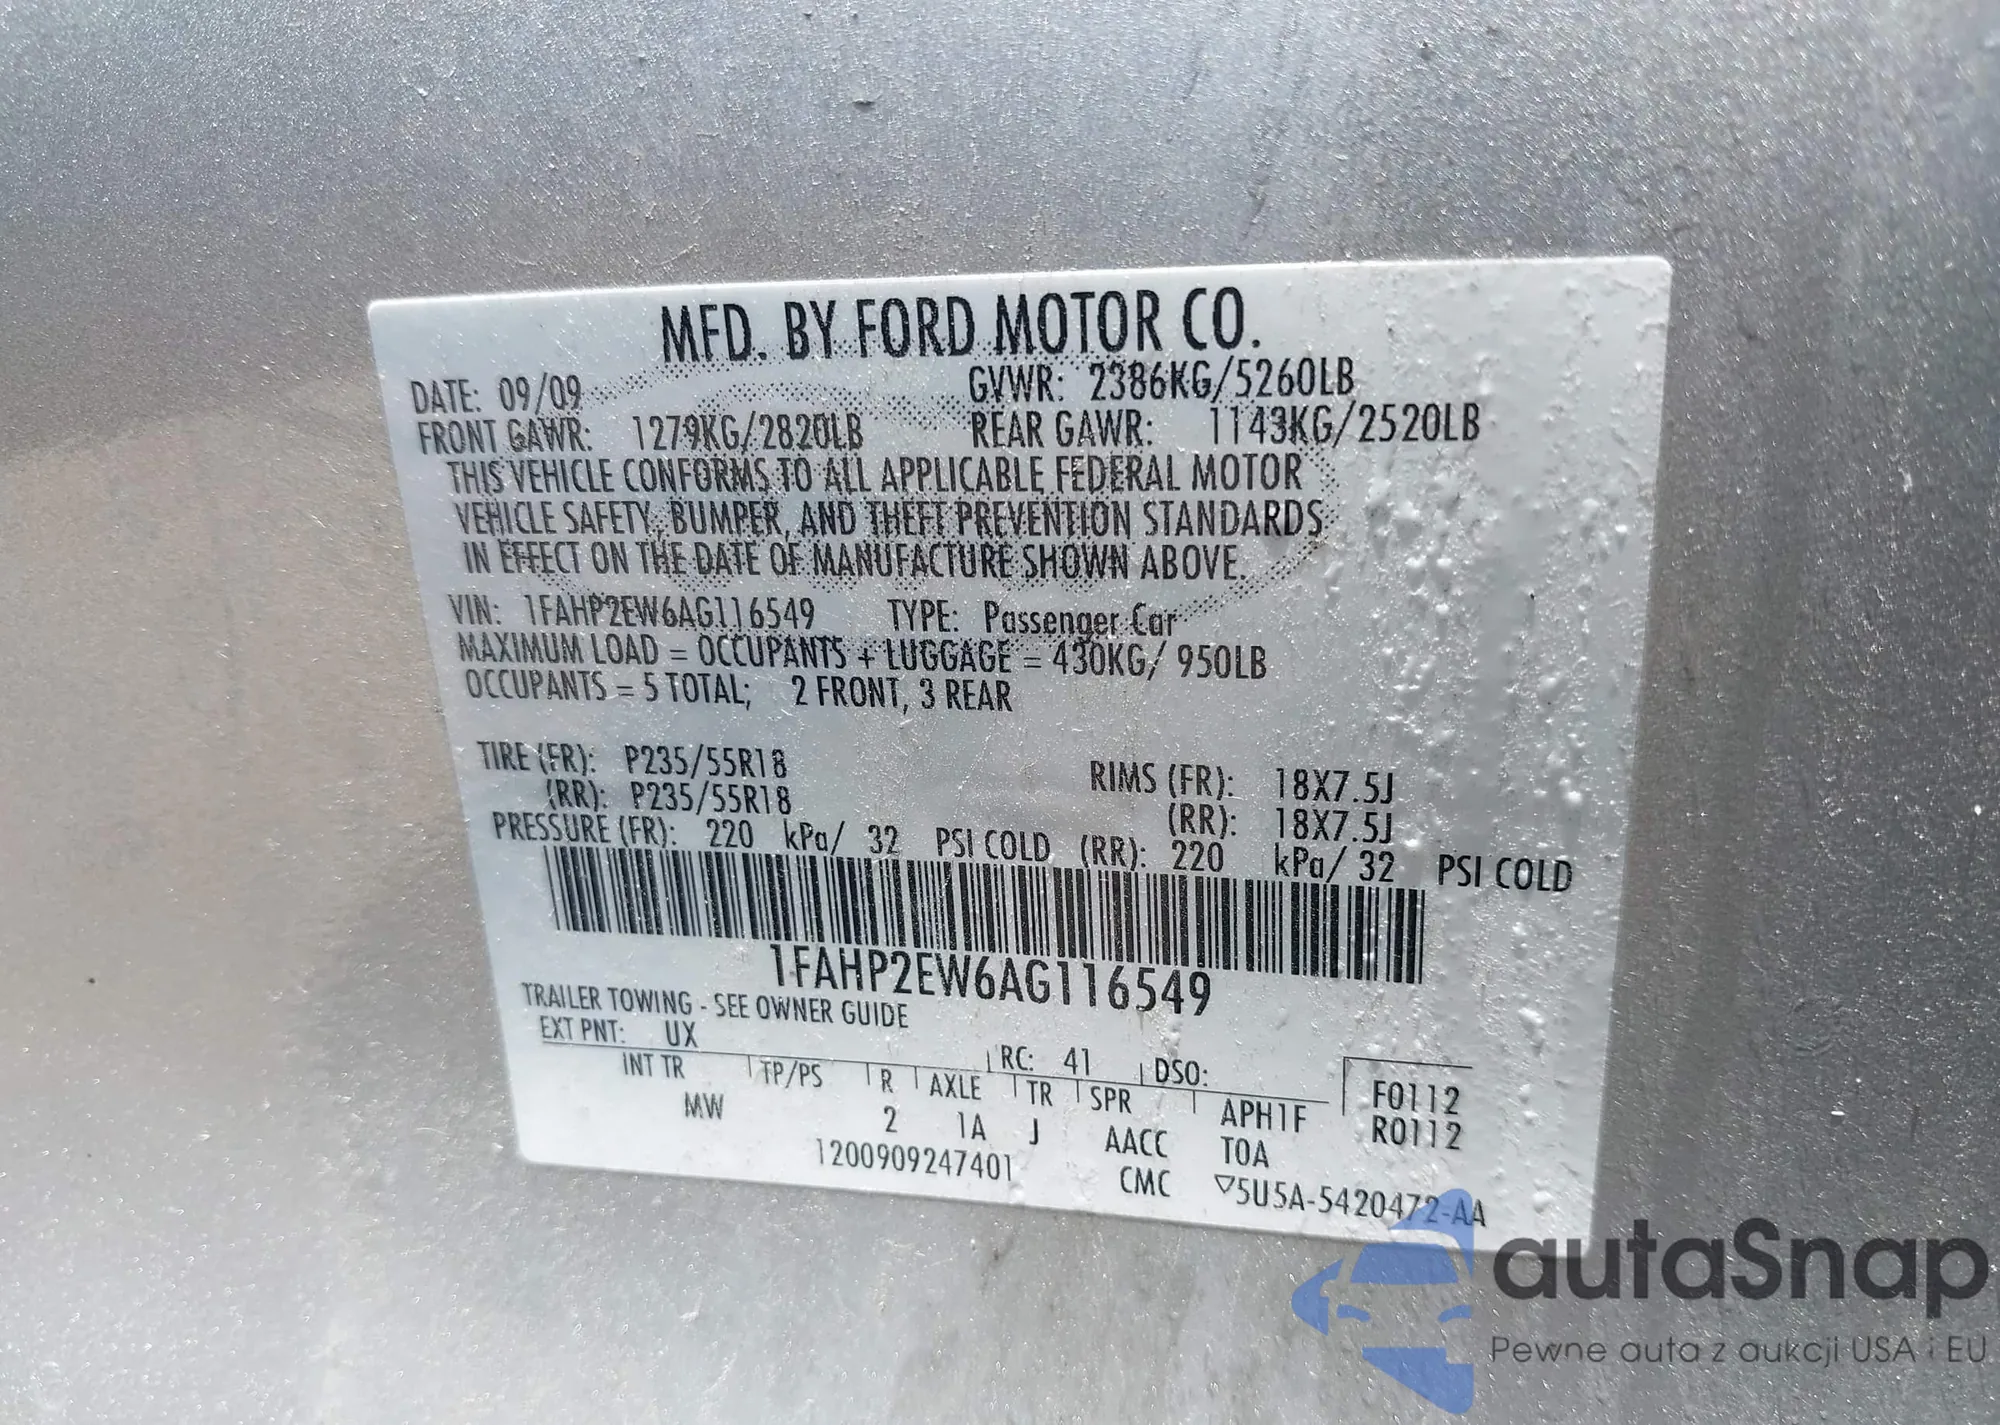 MFD. BY FORD MOTOR CO.
DATE: 09/09 GVWR: 2386KG/5260LB
FRONT GAWR: 1279KG/2820LB REAR GAWR: 1143KG/2520LB
THIS VEHICLE CONFORMS TO ALL APPLICABLE FEDERAL MOTOR
VEHICLE SAFETY, BUMPER, AND THEFT PREVENTION STANDARDS
IN EFFECT ON THE DATE OF MANUFACTURE SHOWN ABOVE.
VIN: 1FAHP2EW6AG116549 TYPE: Passenger Car
MAXIMUM LOAD = OCCUPANTS + LUGGAGE = 430KG/ 950LB
OCCUPANTS = 5 TOTAL; 2 FRONT, 3 REAR
TIRE (FR): P235/55R18 RIMS (FR): 18X7.5J
(RR): P235/55R18 (RR): 18X7.5J
PRESSURE (FR): 220 kPa/ 32 PSI COLD (RR): 220 kPa/ 32 PSI COLD
1FAHP2EW6AG116549
TRAILER TOWING - SEE OWNER GUIDE
EXT PNT: UX RC: 41 DSO:
INT TR TP/PS R AXLE TR SPR APH1F F0112
MW 2 1A J AACC TOA R0112
1200909247401 CMC ▽5U5A-5420472-AA
autaSnap
Pewne auta z aukcji USA i EU